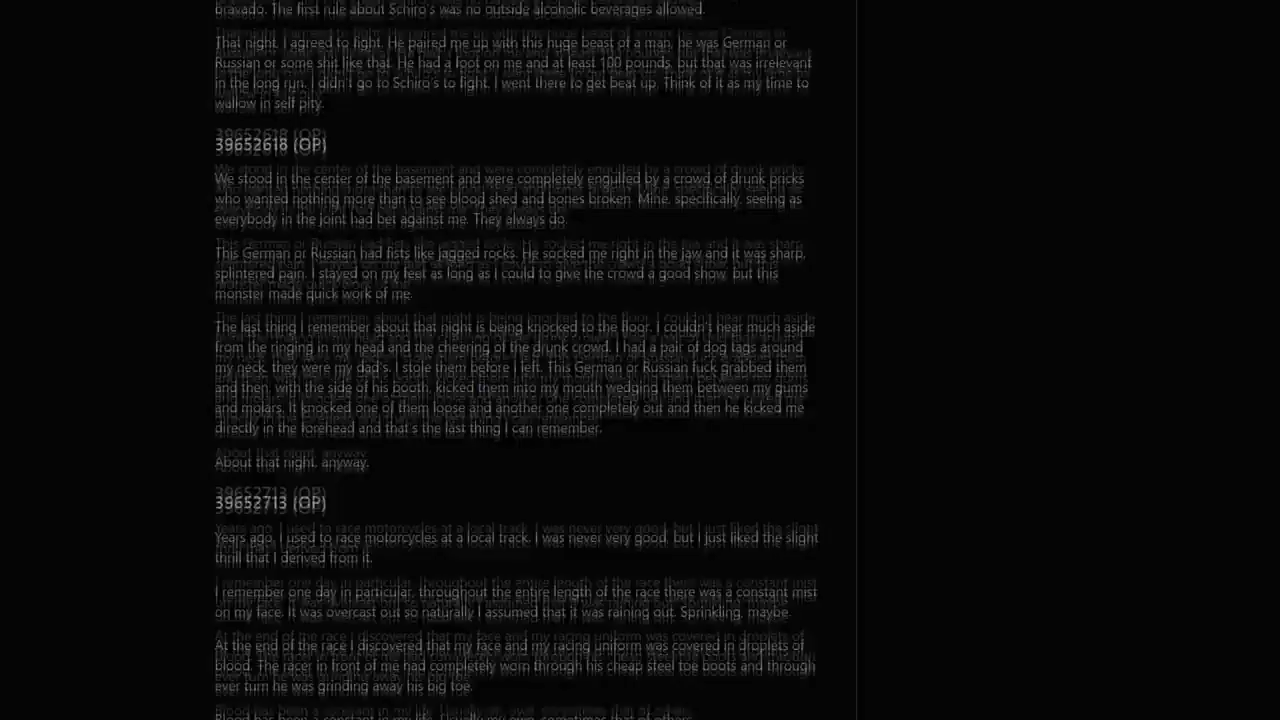 bravado. The first rule about Schiro's was no outside alcoholic beverages allowed.
That night, I agreed to fight. He paired me up with this huge beast of a man, he was German or
Russian or some shit like that. He had a foot on me and at least 100 pounds, but that was irrelevant
in the long run. I didn't go to Schiro's to fight. I went there to get beat up. Think of it as my time to
wallow in self pity.
39652618 (OP)
We stood in the center of the basement and were completely engulfed by a crowd of drunk pricks
who wanted nothing more than to see blood shed and bones broken. Mine, specifically, seeing as
everybody in the joint had bet against me. They always do.
This German or Russian had fists like jagged rocks. He socked me right in the jaw and it was sharp,
splintered pain. I stayed on my feet as long as I could to give the crowd a good show, but this
monster made quick work of me.
The last thing I remember about that night is being knocked to the floor. I couldn't hear much aside
from the ringing in my head and the cheering of the drunk crowd. I had a pair of dog tags around
my neck, they were my dad's. I stole them before I left. This German or Russian fuck grabbed them
and then, with the side of his booth, kicked them into my mouth wedging them between my gums
and molars. It knocked one of them loose and another one completely out and then he kicked me
directly in the forehead and that's the last thing I can remember.
About that night, anyway.
39652713 (OP)
Years ago, I used to race motorcycles at a local track. I was never very good, but I just liked the slight
thrill that I derived from it.
I remember one day in particular, throughout the entire length of the race there was a constant mist
on my face. It was overcast out so naturally I assumed that it was raining out. Sprinkling, maybe.
At the end of the race I discovered that my face and my racing uniform was covered in droplets of
blood. The racer in front of me had completely worn through his cheap steel toe boots and through
ever turn he was grinding away his big toe.
Blood has been a constant in my life. Usually my own, sometimes that of others.